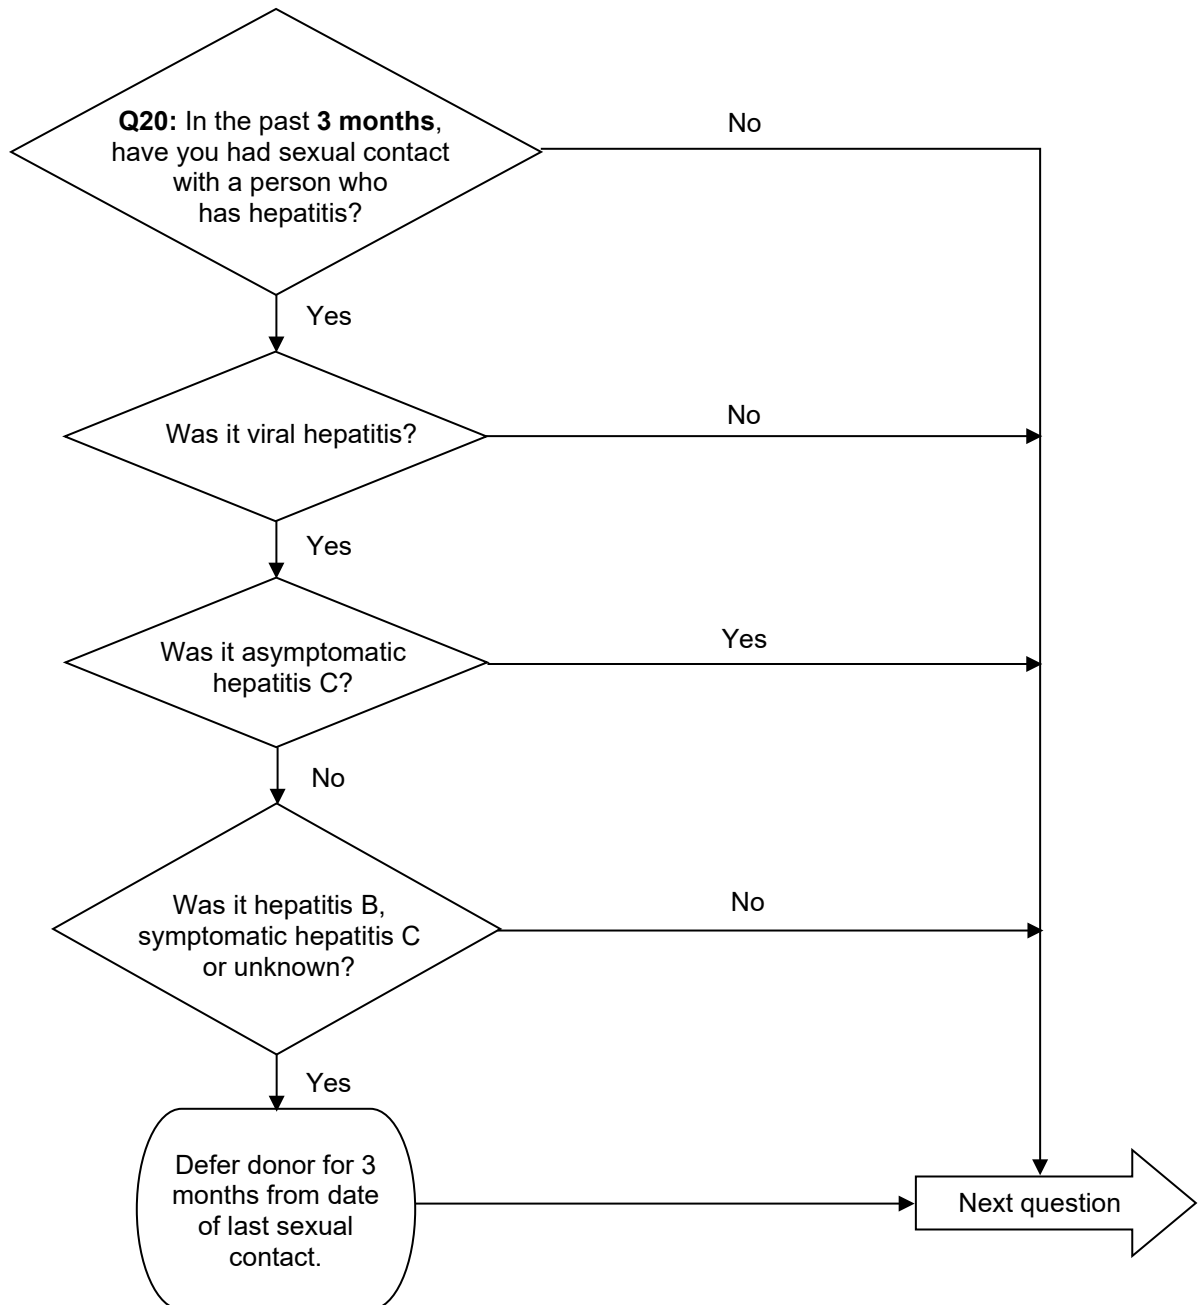 Q20: In the past 3 months,
have you had sexual contact
with a person who
has hepatitis?
No
Yes
Was it viral hepatitis?
No
Yes
Was it asymptomatic
hepatitis C?
Yes
No
Was it hepatitis B,
symptomatic hepatitis C
or unknown?
No
Yes
Defer donor for 3
months from date
of last sexual
contact.
Next question